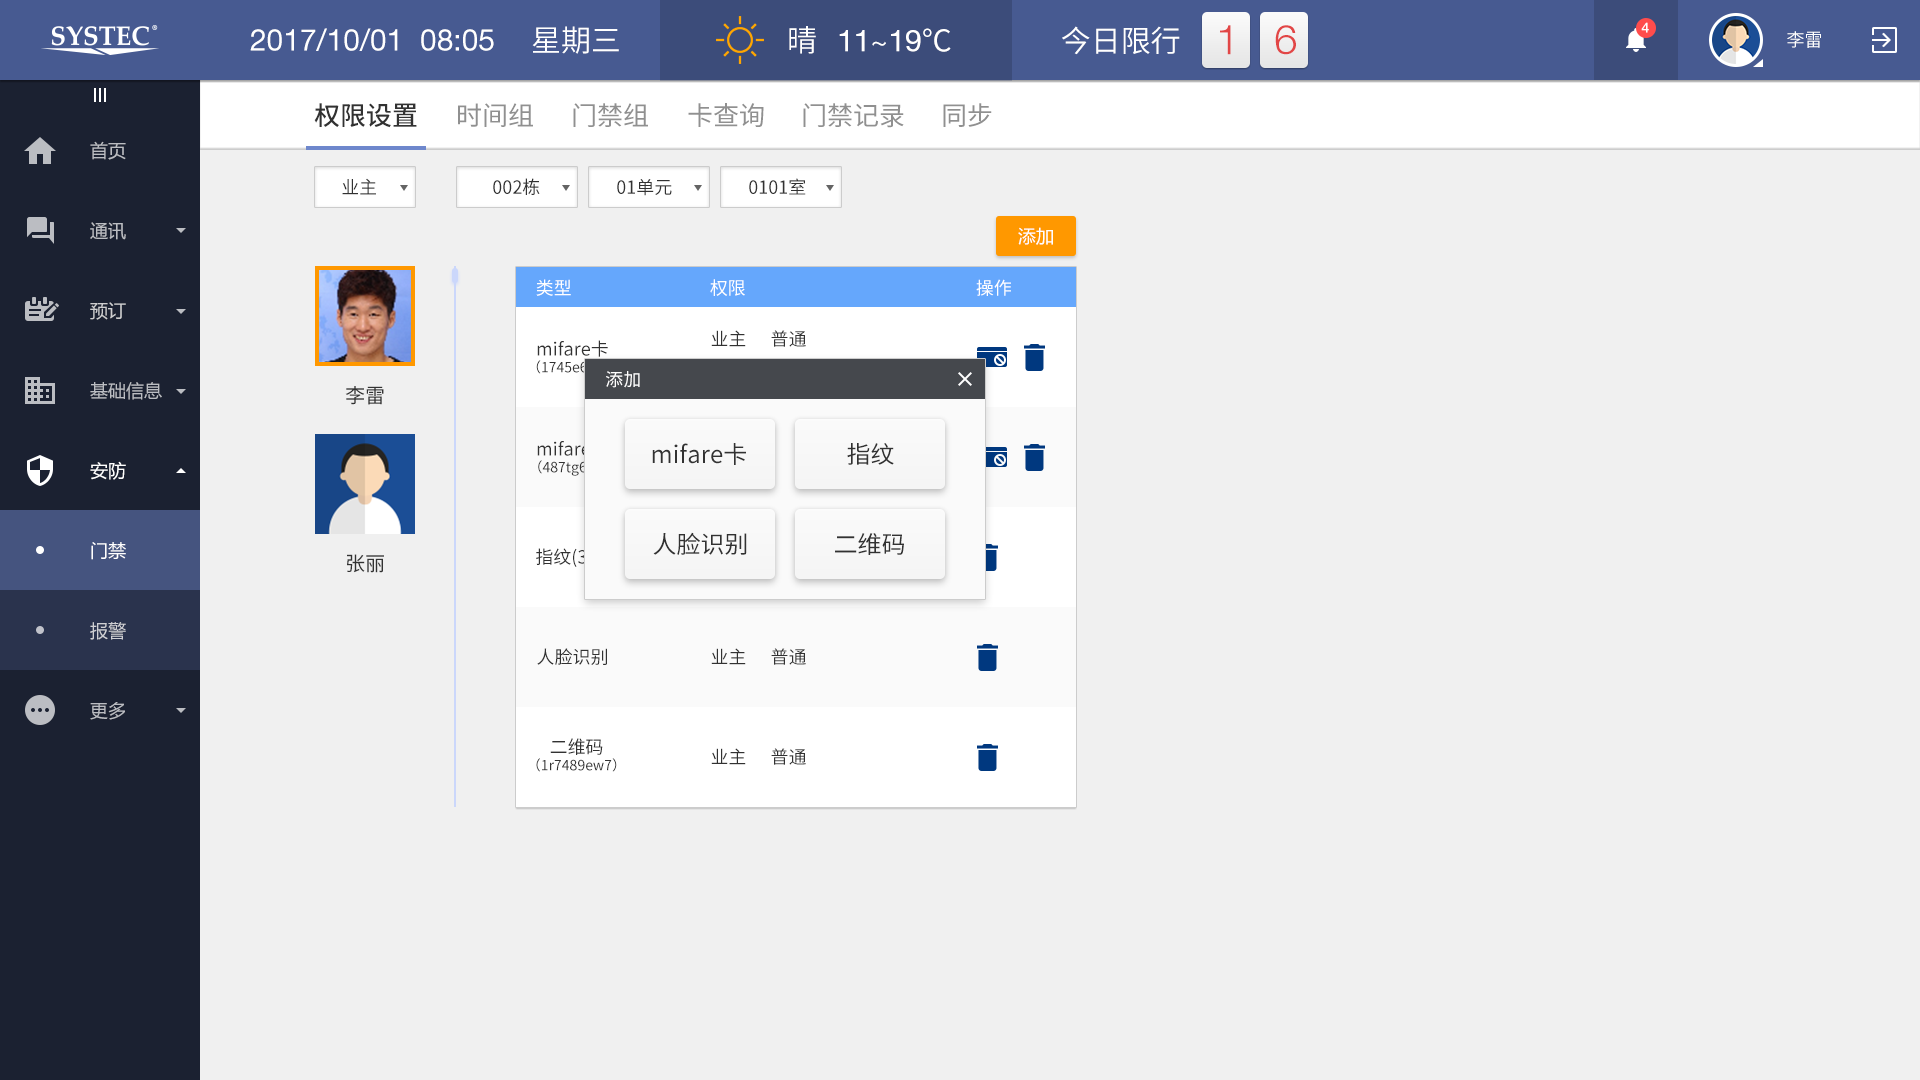 SYSTEC®
2017/10/01 08:05 星期三
晴 11~19℃
今日限行 1 6
4
李雷
首页
通讯
预订
基础信息
安防
门禁
报警
更多
权限设置 时间组 门禁组 卡查询 门禁记录 同步
业主 002栋 01单元 0101室
添加
李雷
张丽
类型 权限 操作
mifare卡
(1745e6
业主 普通
mifare
(487tg6
指纹(3
人脸识别 业主 普通
二维码
(1r7489ew7)
业主 普通
添加
mifare卡 指纹
人脸识别 二维码